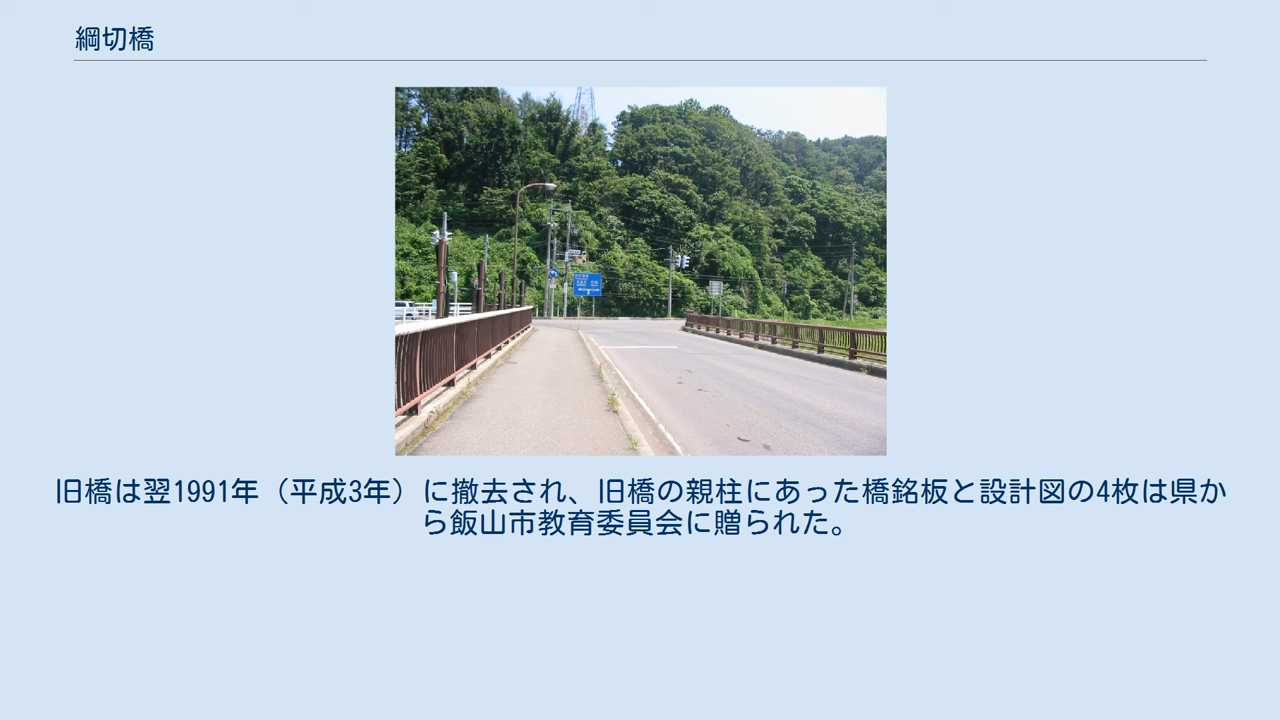 綱切橋
旧橋は翌1991年（平成3年）に撤去され、旧橋の親柱にあった橋銘板と設計図の4枚は県か
ら飯山市教育委員会に贈られた。